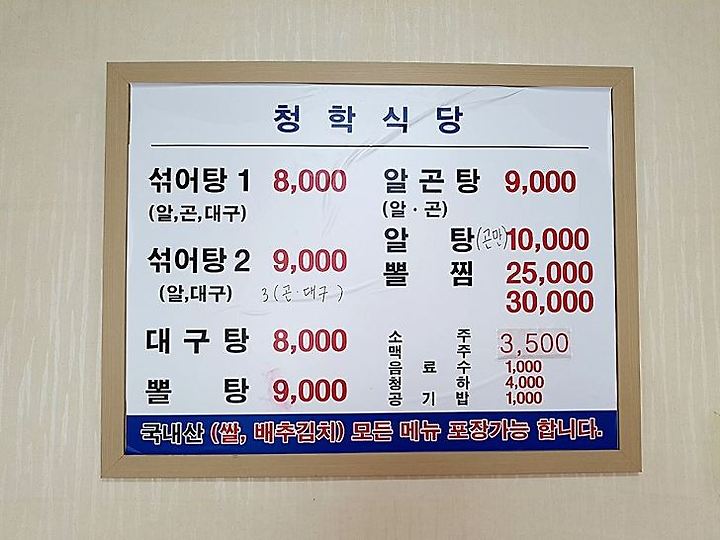 청학식당
섞어탕 1 8,000
(알,곤,대구)
섞어탕 2 9,000
(알,대구) 3 (곤·대구)
대구탕 8,000
뽈탕 9,000
알곤탕 9,000
(알·곤)
알탕 (곤만) 10,000
뽈찜 25,000
30,000
소주
맥주 3,500
음료수 1,000
청하 4,000
공기밥 1,000
국내산 (쌀, 배추김치) 모든 메뉴 포장가능 합니다.